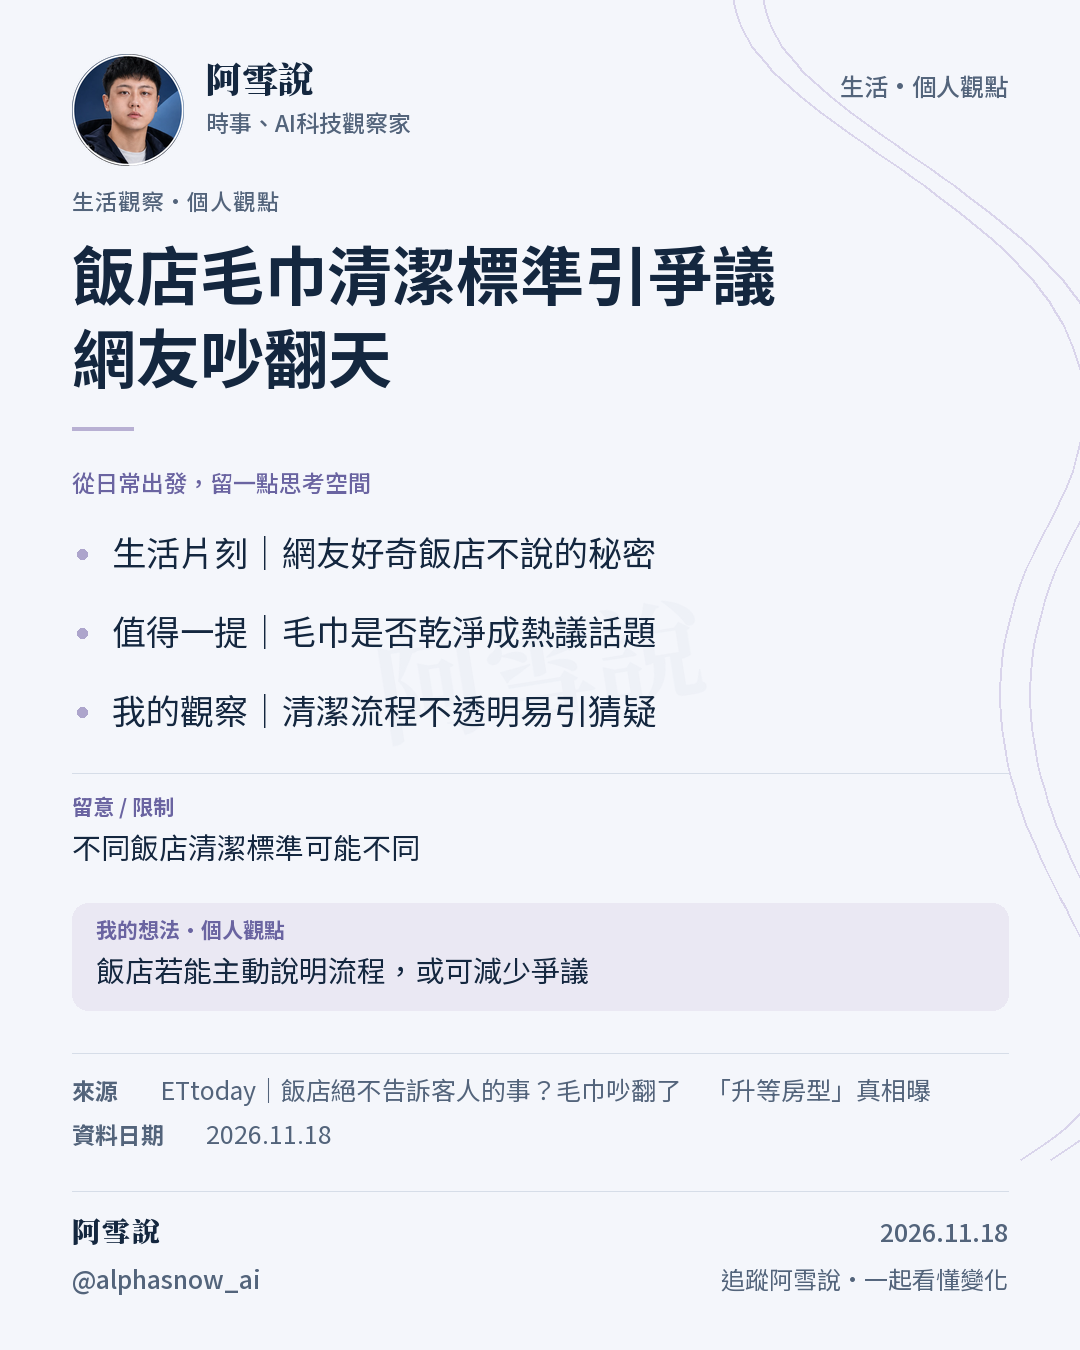 阿雪說
時事、AI科技觀察家
生活・個人觀點
生活觀察・個人觀點
飯店毛巾清潔標準引爭議
網友吵翻天
從日常出發，留一點思考空間
生活片刻｜網友好奇飯店不說的秘密
值得一提｜毛巾是否乾淨成熱議話題
我的觀察｜清潔流程不透明易引猜疑
阿雪說
留意 / 限制
不同飯店清潔標準可能不同
我的想法・個人觀點
飯店若能主動說明流程，或可減少爭議
來源 ETtoday｜飯店絕不告訴客人的事？毛巾吵翻了　「升等房型」真相曝
資料日期 2026.11.18
阿雪說
2026.11.18
@alphasnow_ai
追蹤阿雪說・一起看懂變化